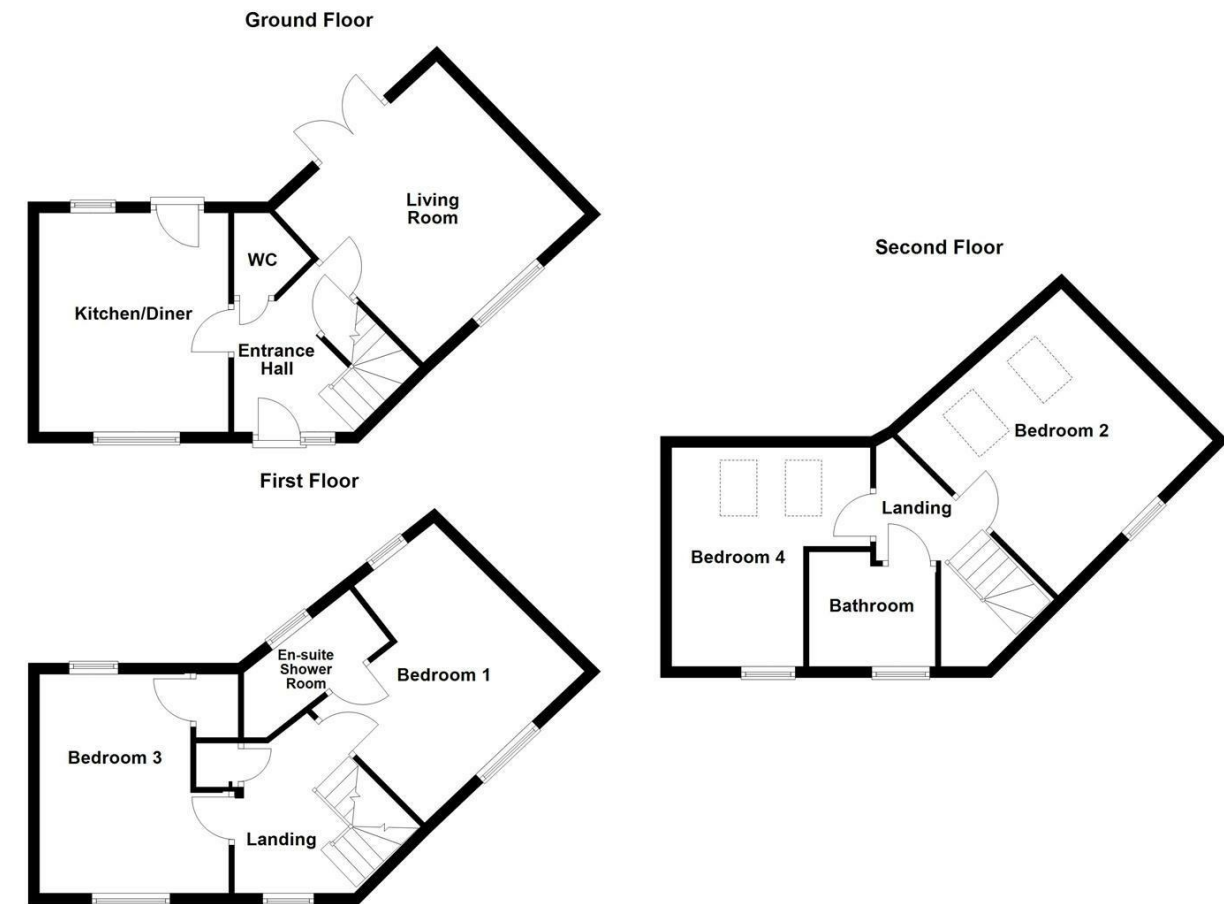 Ground Floor
Living
Room
WC
Kitchen/Diner
Entrance
Hall
First Floor
En-suite
Shower
Room
Bedroom 1
Bedroom 3
Landing
Second Floor
Bedroom 2
Landing
Bedroom 4
Bathroom